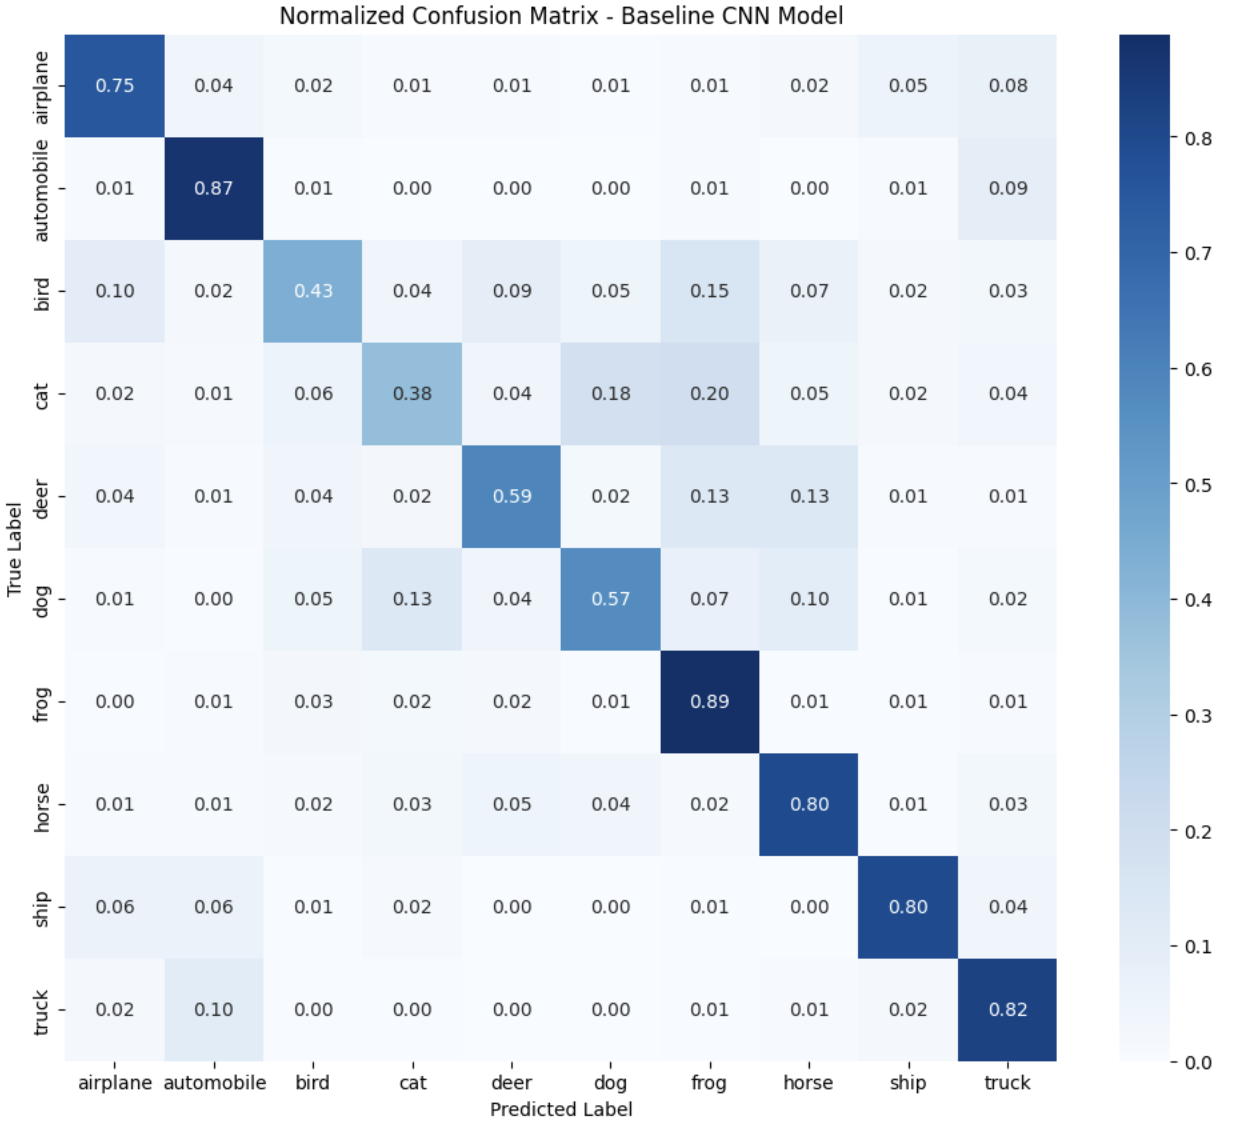 Normalized Confusion Matrix - Baseline CNN Model
True Label
airplane 0.75 0.04 0.02 0.01 0.01 0.01 0.01 0.02 0.05 0.08
automobile 0.01 0.87 0.01 0.00 0.00 0.00 0.01 0.00 0.01 0.09
bird 0.10 0.02 0.43 0.04 0.09 0.05 0.15 0.07 0.02 0.03
cat 0.02 0.01 0.06 0.38 0.04 0.18 0.20 0.05 0.02 0.04
deer 0.04 0.01 0.04 0.02 0.59 0.02 0.13 0.13 0.01 0.01
dog 0.01 0.00 0.05 0.13 0.04 0.57 0.07 0.10 0.01 0.02
frog 0.00 0.01 0.03 0.02 0.02 0.01 0.89 0.01 0.01 0.01
horse 0.01 0.01 0.02 0.03 0.05 0.04 0.02 0.80 0.01 0.03
ship 0.06 0.06 0.01 0.02 0.00 0.00 0.01 0.00 0.80 0.04
truck 0.02 0.10 0.00 0.00 0.00 0.00 0.01 0.01 0.02 0.82
airplane automobile bird cat deer dog frog horse ship truck
Predicted Label
0.8
0.7
0.6
0.5
0.4
0.3
0.2
0.1
0.0